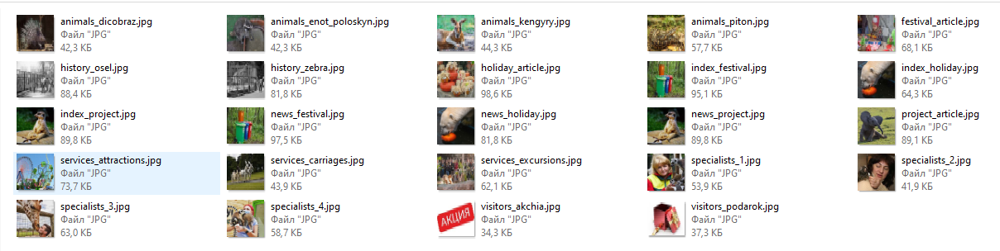 animals_dicobraz.jpg
Файл "JPG"
42,3 КБ
animals_enot_poloskyn.jpg
Файл "JPG"
42,3 КБ
animals_kengyry.jpg
Файл "JPG"
44,3 КБ
animals_piton.jpg
Файл "JPG"
57,7 КБ
festival_article.jpg
Файл "JPG"
68,1 КБ
history_osel.jpg
Файл "JPG"
88,4 КБ
history_zebra.jpg
Файл "JPG"
81,8 КБ
holiday_article.jpg
Файл "JPG"
98,6 КБ
index_festival.jpg
Файл "JPG"
95,1 КБ
index_holiday.jpg
Файл "JPG"
64,3 КБ
index_project.jpg
Файл "JPG"
89,8 КБ
news_festival.jpg
Файл "JPG"
97,5 КБ
news_holiday.jpg
Файл "JPG"
81,8 КБ
news_project.jpg
Файл "JPG"
89,8 КБ
project_article.jpg
Файл "JPG"
89,1 КБ
services_attractions.jpg
Файл "JPG"
73,7 КБ
services_carriages.jpg
Файл "JPG"
43,9 КБ
services_excursions.jpg
Файл "JPG"
62,1 КБ
specialists_1.jpg
Файл "JPG"
53,9 КБ
specialists_2.jpg
Файл "JPG"
41,9 КБ
specialists_3.jpg
Файл "JPG"
63,0 КБ
specialists_4.jpg
Файл "JPG"
58,7 КБ
АКЦИЯ
visitors_akchia.jpg
Файл "JPG"
34,3 КБ
visitors_podarok.jpg
Файл "JPG"
37,3 КБ